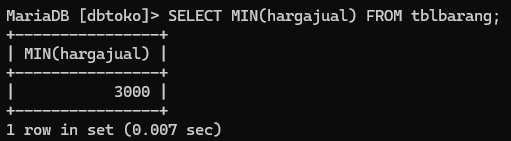 MariaDB [dbtoko]> SELECT MIN(hargajual) FROM tblbarang;
+----------------+
| MIN(hargajual) |
+----------------+
|           3000 |
+----------------+
1 row in set (0.007 sec)